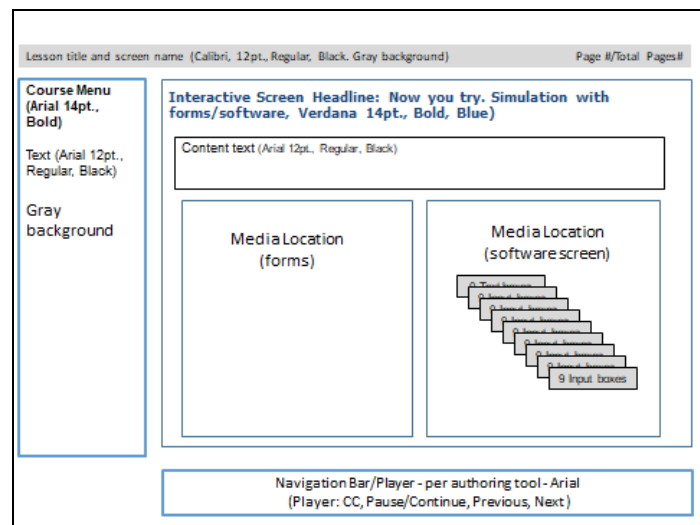 Lesson title and screen name (Calibri, 12pt., Regular, Black. Gray background)
Page #/Total Pages#
Course Menu
(Arial 14pt.,
Bold)
Text (Arial 12pt.,
Regular, Black)
Gray
background
Interactive Screen Headline: Now you try. Simulation with
forms/software, Verdana 14pt., Bold, Blue)
Content text (Arial 12pt., Regular, Black)
Media Location
(forms)
Media Location
(software screen)
9 Input boxes
Navigation Bar/Player - per authoring tool - Arial
(Player: CC, Pause/Continue, Previous, Next)